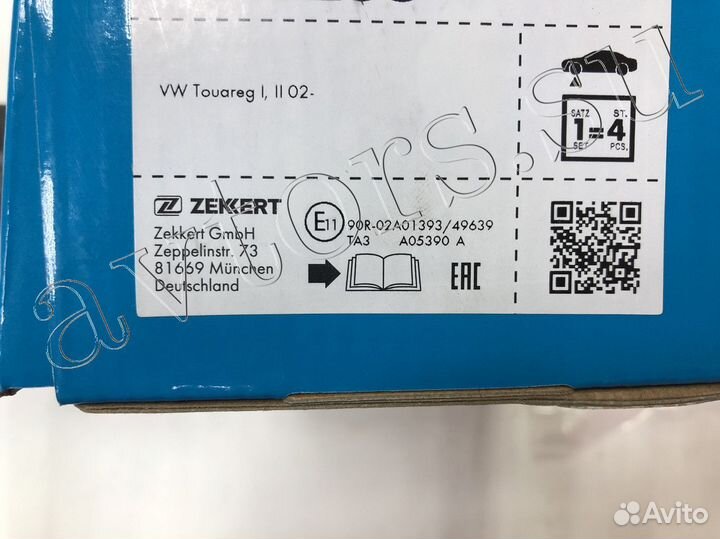 VW Touareg I, II 02-
SATZ ST.
1=4
SET PCS.
ZEKKERT
Zekkert GmbH
Zeppelinstr. 73
81669 München
Deutschland
E11 90R-02A01393/49639
TA3 A05390 A
EAC
avtors.su
Avito